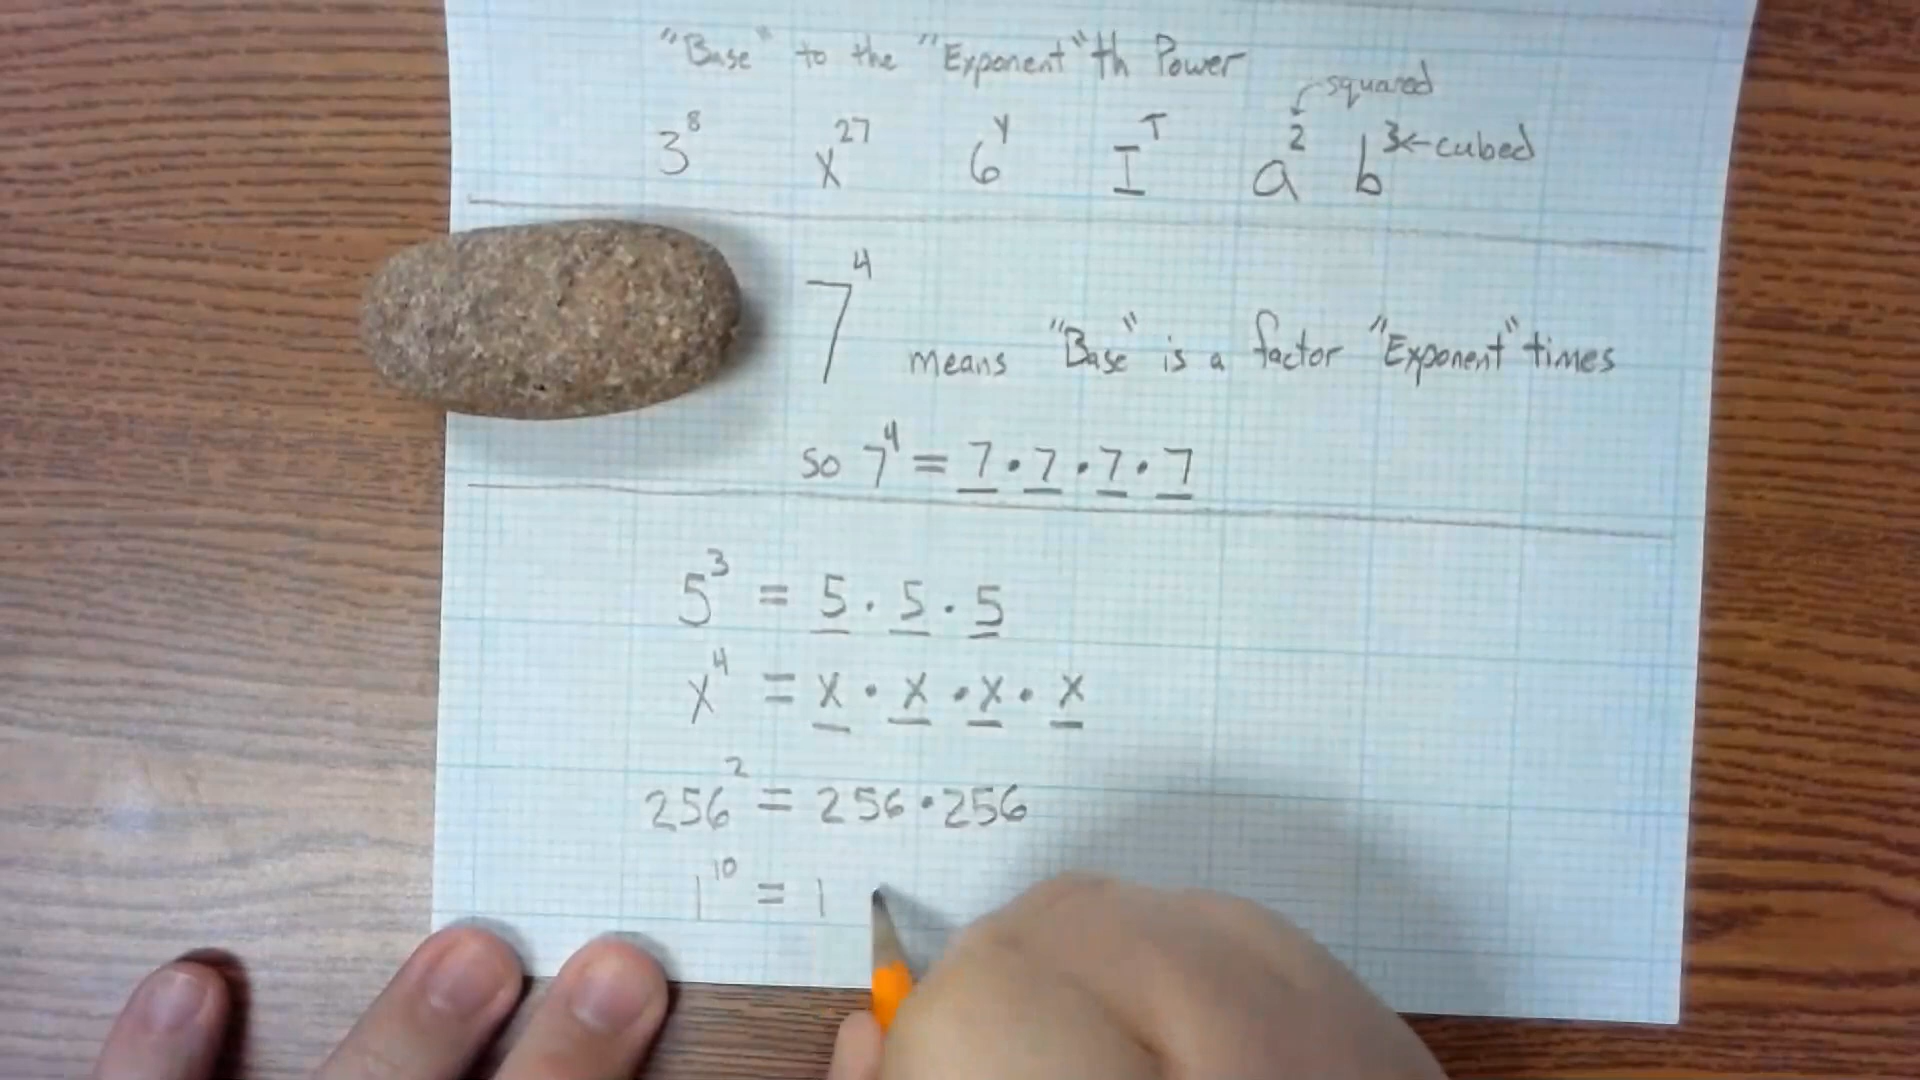 "Base" to the "Exponent"th Power
squared
3⁸ x²⁷ 6^Y I^T a² b³ ← cubed
7⁴ means "Base" is a factor "Exponent" times
so 7⁴ = 7 · 7 · 7 · 7
5³ = 5 · 5 · 5
x⁴ = x · x · x · x
256² = 256 · 256
1¹⁰ = 1